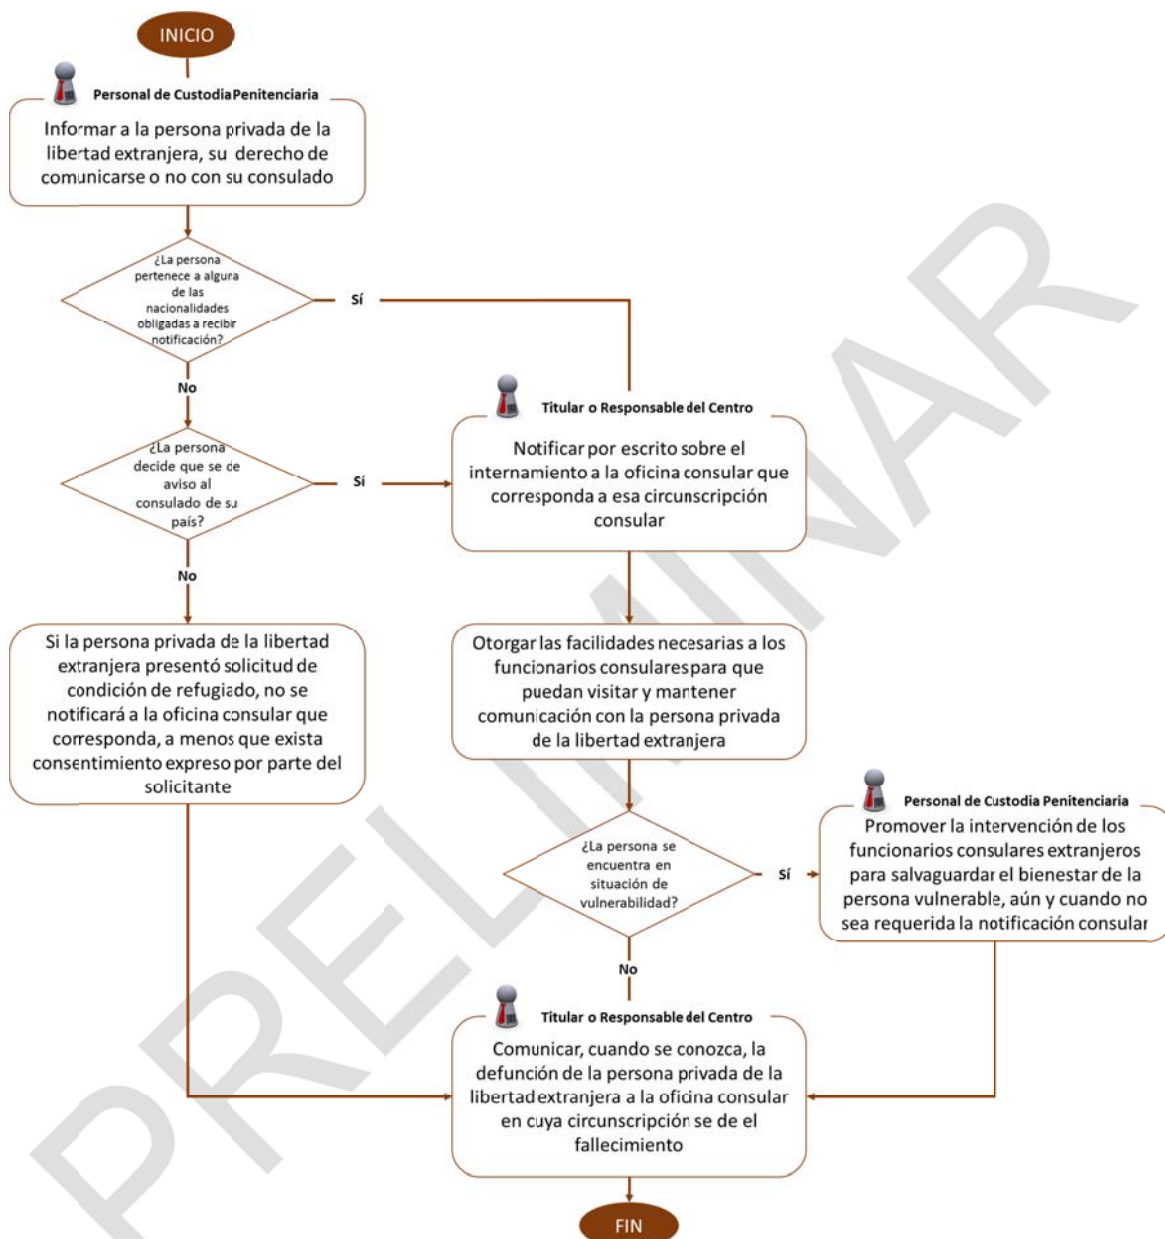 INICIO
Personal de Custodia Penitenciaria
Informar a la persona privada de la
libertad extranjera, su derecho de
comunicarse o no con su consulado
¿La persona
pertenece a algura
de las
nacionalidades
obligadas a recibir
notificación?
Sí
No
¿La persona
decide que se de
aviso al
consulado de su
país?
Sí
No
Si la persona privada de la libertad
extranjera presentó solicitud de
condición de refugiado, no se
notificará a la oficina consular que
corresponda, a menos que exista
consentimiento expreso por parte del
solicitante
Titular o Responsable del Centro
Notificar por escrito sobre el
internamiento a la oficina consular que
corresponda a esa circunscripción
consular
Otorgar las facilidades necesarias a los
funcionarios consulares para que
puedan visitar y mantener
comunicación con la persona privada
de la libertad extranjera
¿La persona se
encuentra en
situación de
vulnerabilidad?
Sí
No
Personal de Custodia Penitenciaria
Promover la intervención de los
funcionarios consulares extranjeros
para salvaguardar el bienestar de la
persona vulnerable, aún y cuando no
sea requerida la notificación consular
Titular o Responsable del Centro
Comunicar, cuando se conozca, la
defunción de la persona privada de la
libertad extranjera a la oficina consular
en cuya circunscripción se de el
fallecimiento
FIN
PRELIMINAR